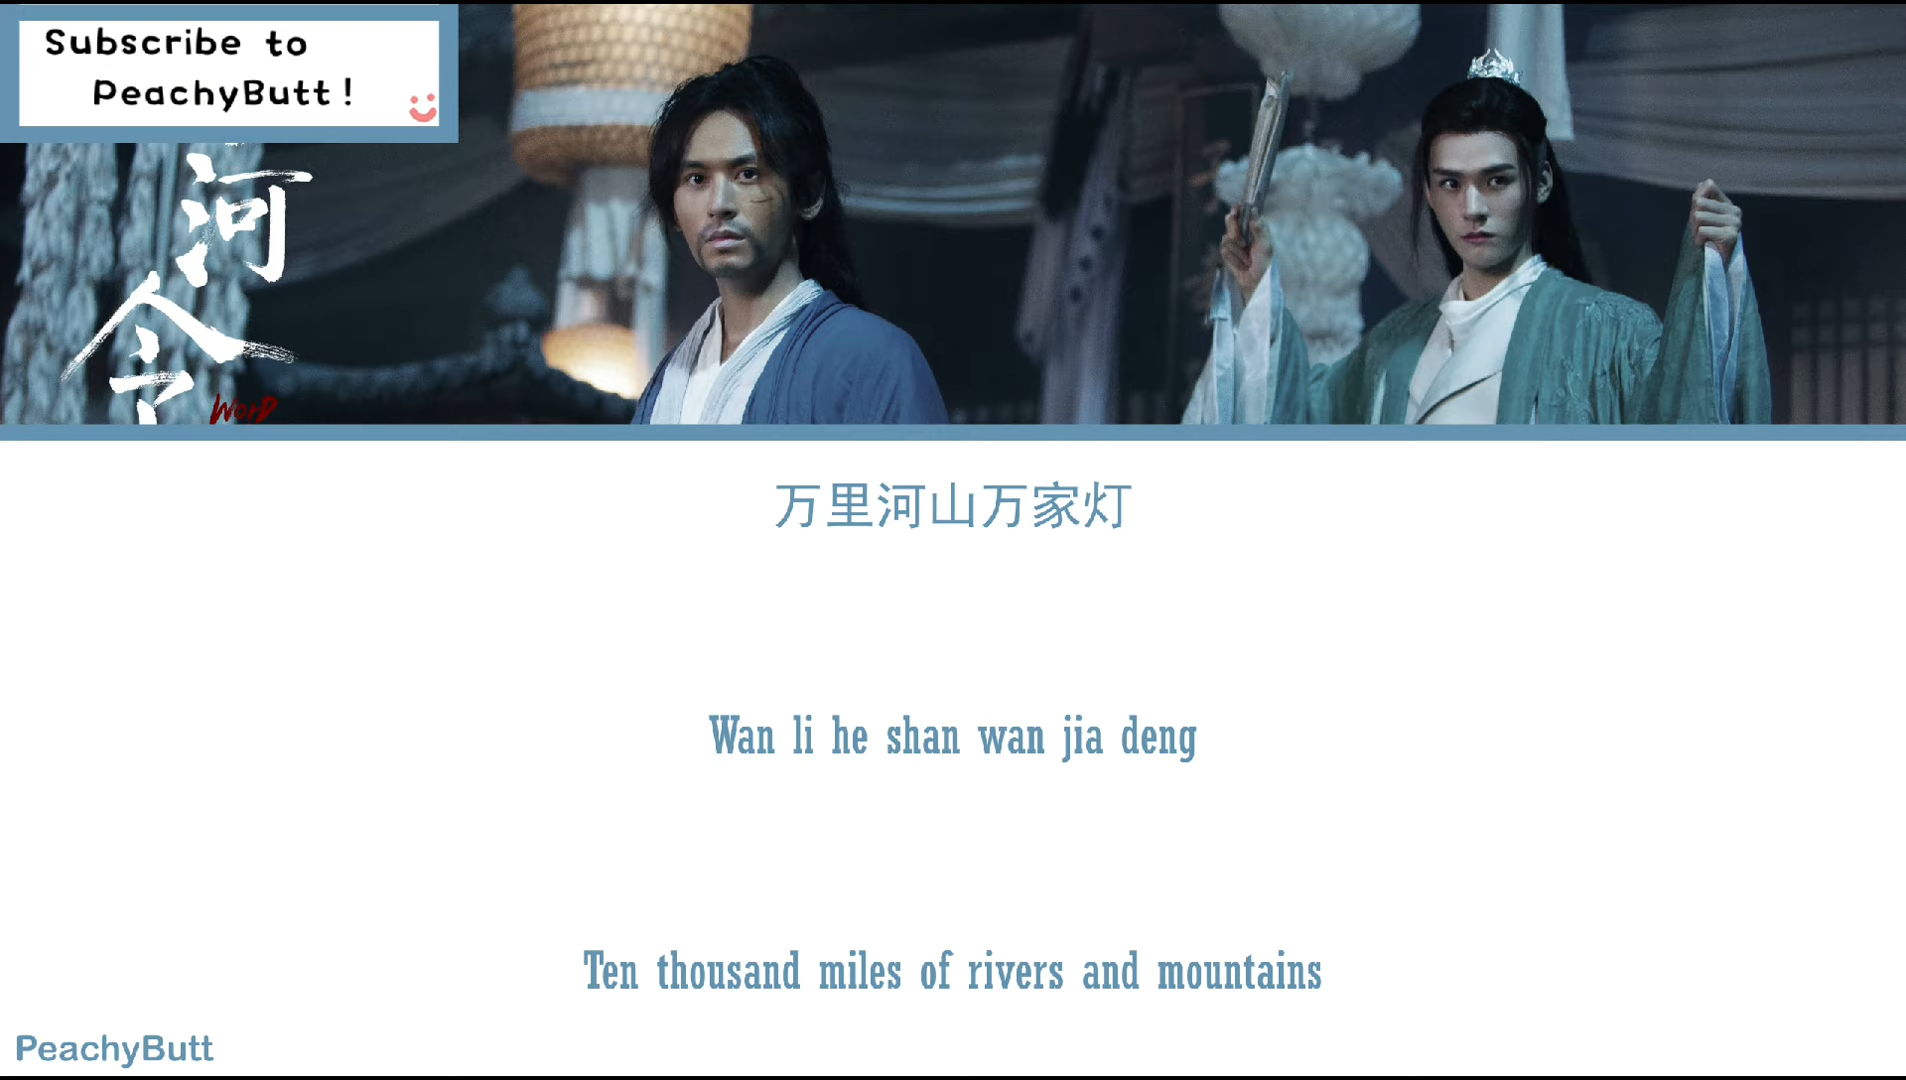 Subscribe to
PeachyButt!
河
令
WORD
万里河山万家灯
Wan li he shan wan jia deng
Ten thousand miles of rivers and mountains
PeachyButt